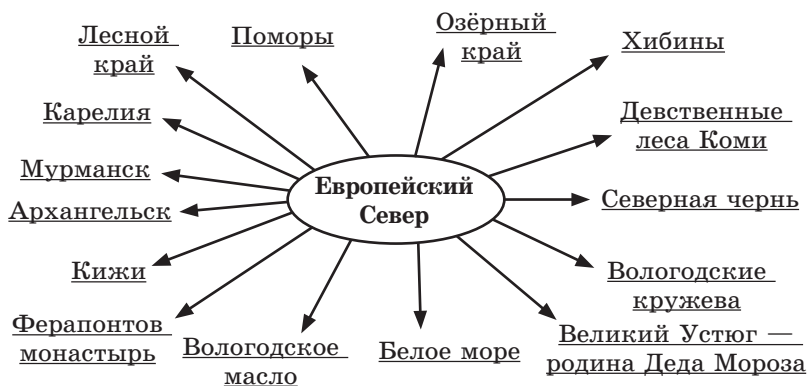 Лесной
край
Поморы
Озёрный
край
Хибины
Карелия
Девственные
леса Коми
Мурманск
Европейский
Север
Северная чернь
Архангельск
Кижи
Вологодские
кружева
Ферапонтов
монастырь
Вологодское
масло
Белое море
Великий Устюг —
родина Деда Мороза